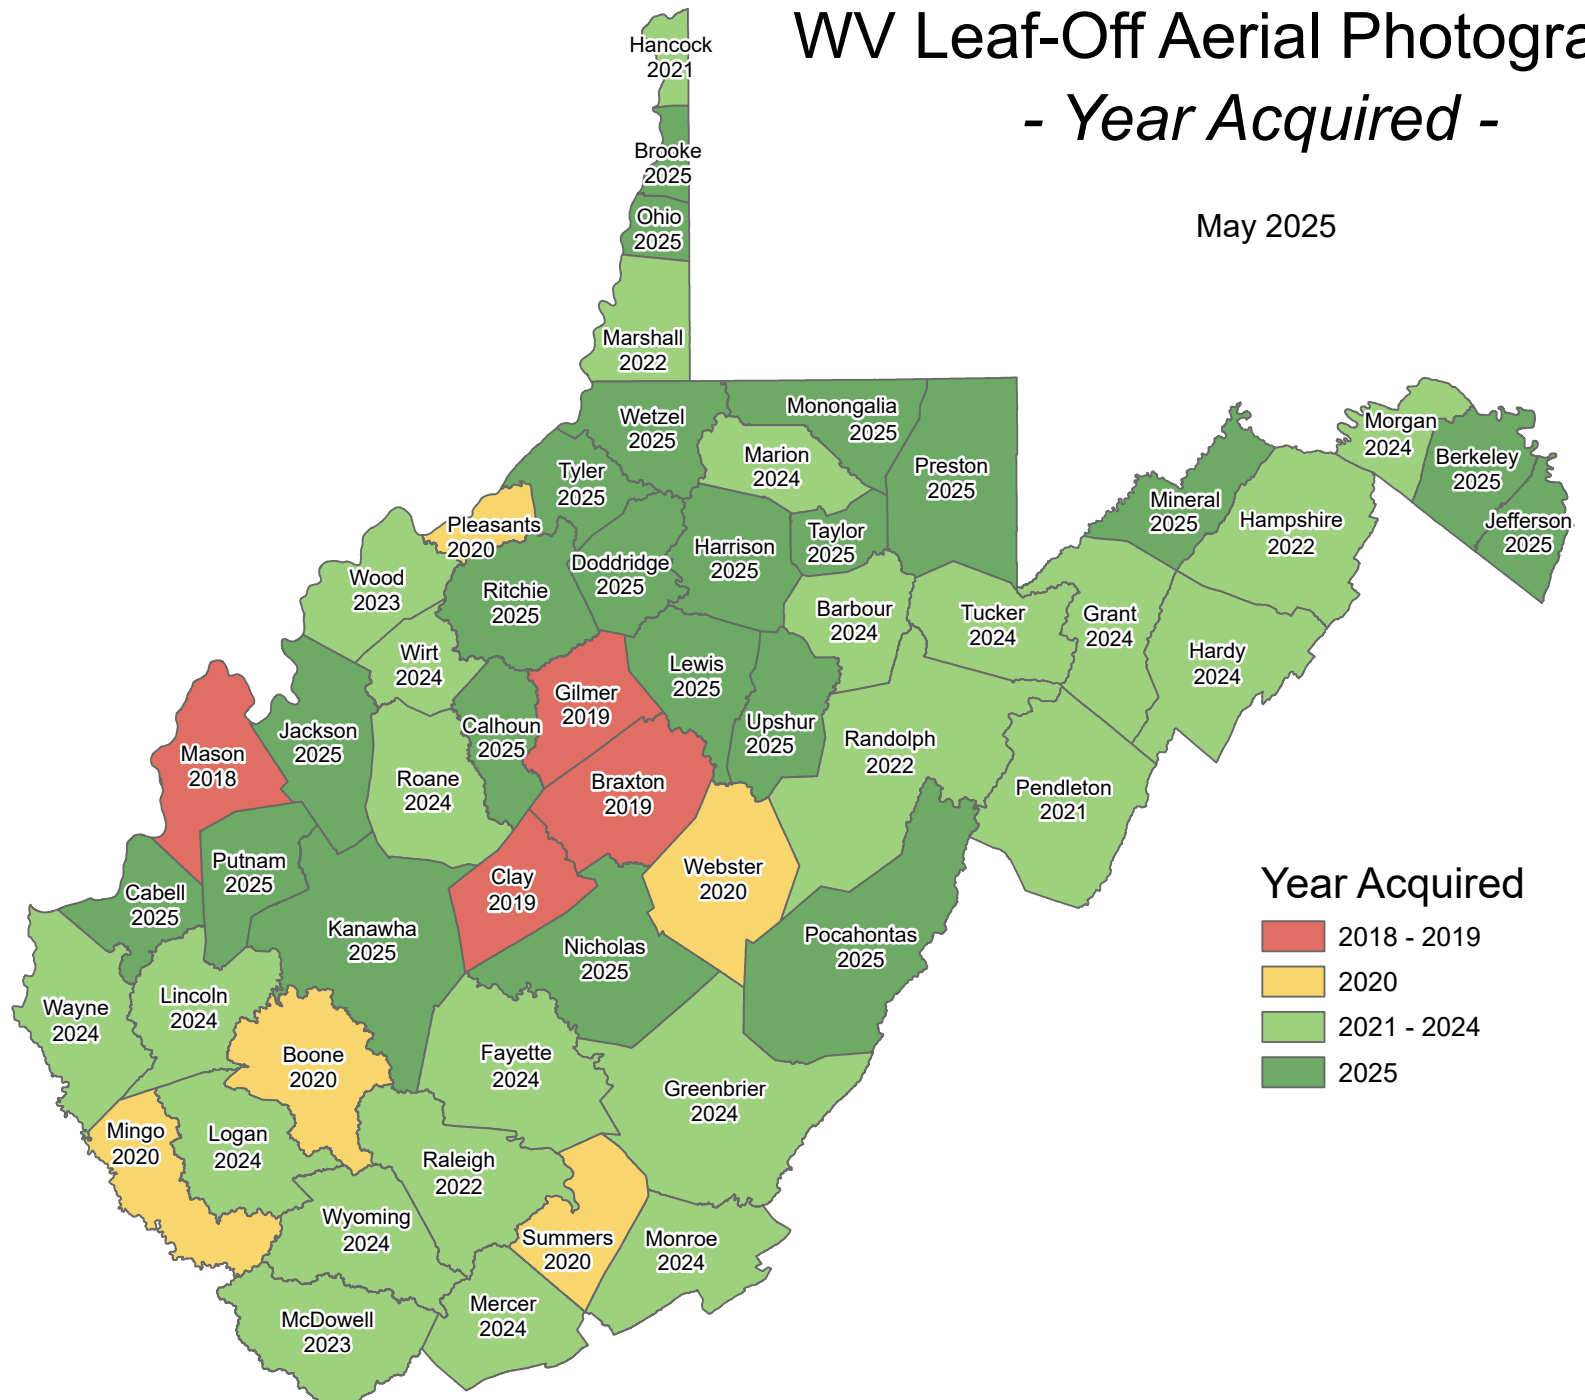 WV Leaf-Off Aerial Photogra
- Year Acquired -
May 2025
Hancock
2021
Brooke
2025
Ohio
2025
Marshall
2022
Wetzel
2025
Monongalia
2025
Marion
2024
Preston
2025
Tyler
2025
Pleasants
2020
Doddridge
2025
Harrison
2025
Taylor
2025
Ritchie
2025
Wood
2023
Wirt
2024
Barbour
2024
Tucker
2024
Grant
2024
Mineral
2025
Hampshire
2022
Hardy
2024
Morgan
2024
Berkeley
2025
Jefferson
2025
Lewis
2025
Gilmer
2019
Calhoun
2025
Upshur
2025
Randolph
2022
Pendleton
2021
Jackson
2025
Mason
2018
Roane
2024
Braxton
2019
Webster
2020
Clay
2019
Putnam
2025
Cabell
2025
Kanawha
2025
Nicholas
2025
Pocahontas
2025
Wayne
2024
Lincoln
2024
Boone
2020
Fayette
2024
Greenbrier
2024
Mingo
2020
Logan
2024
Raleigh
2022
Wyoming
2024
Summers
2020
Monroe
2024
McDowell
2023
Mercer
2024
Year Acquired
2018 - 2019
2020
2021 - 2024
2025